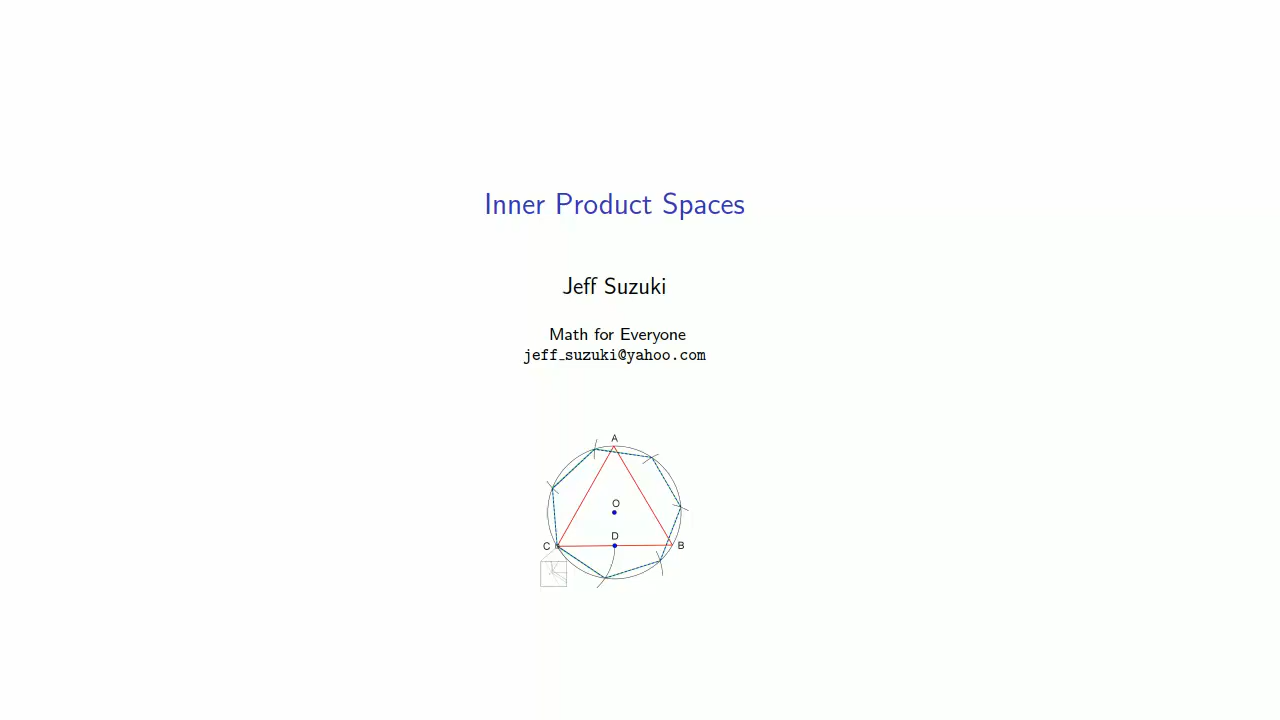 Inner Product Spaces
Jeff Suzuki
Math for Everyone
jeff_suzuki@yahoo.com
A
O
D
C
B